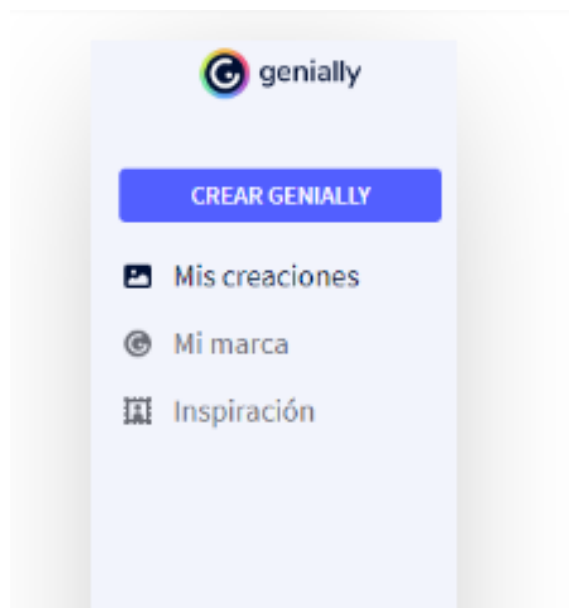 genially
CREAR GENIALLY
Mis creaciones
Mi marca
Inspiración